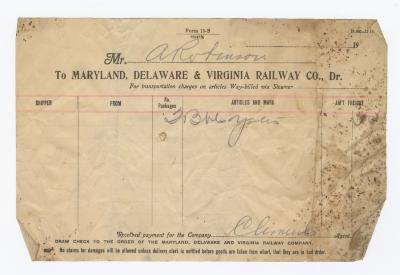 Form 15-B
19
Mr. A Robinson
To MARYLAND, DELAWARE & VIRGINIA RAILWAY CO., Dr.
For transportation charges on articles Way-billed via Steamer
SHIPPER FROM No. Packages ARTICLES AND MARK AM'T FREIGHT
Received payment for the Company Agent.
DRAW CHECK TO THE ORDER OF THE MARYLAND, DELAWARE AND VIRGINIA RAILWAY COMPANY.
No claims for damages will be allowed unless delivery clerk is notified before goods are taken from wharf, that they are in bad order.